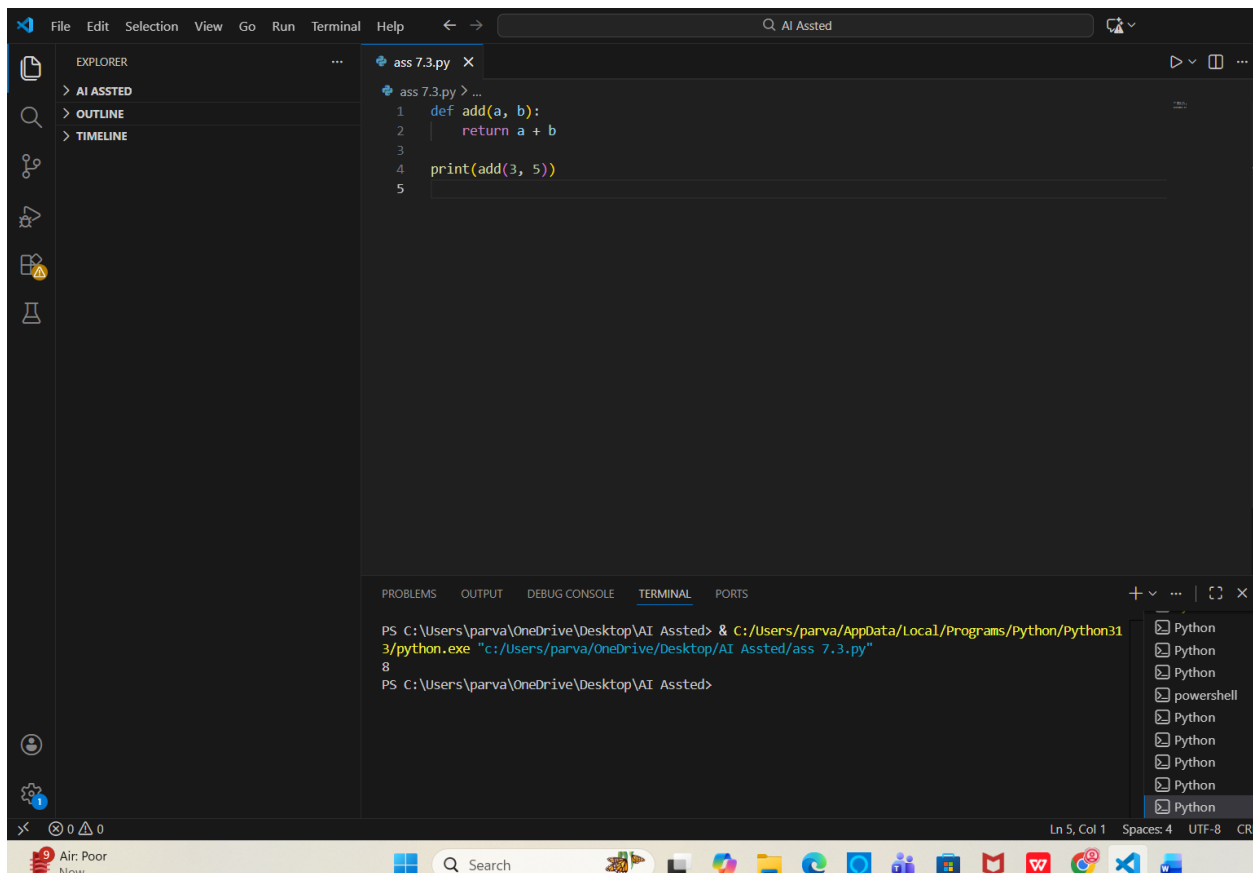 File Edit Selection View Go Run Terminal Help
AI Assted
EXPLORER
AI ASSTED
OUTLINE
TIMELINE
ass 7.3.py
ass 7.3.py > ...
1 def add(a, b):
2     return a + b
3
4 print(add(3, 5))
5
PROBLEMS OUTPUT DEBUG CONSOLE TERMINAL PORTS
PS C:\Users\parva\OneDrive\Desktop\AI Assted> & C:/Users/parva/AppData/Local/Programs/Python/Python31
3/python.exe "c:/Users/parva/OneDrive/Desktop/AI Assted/ass 7.3.py"
8
PS C:\Users\parva\OneDrive\Desktop\AI Assted>
Python
Python
Python
powershell
Python
Python
Python
Python
Python
1
0 0
Ln 5, Col 1 Spaces: 4 UTF-8 CR
9
Air: Poor
Now
Search